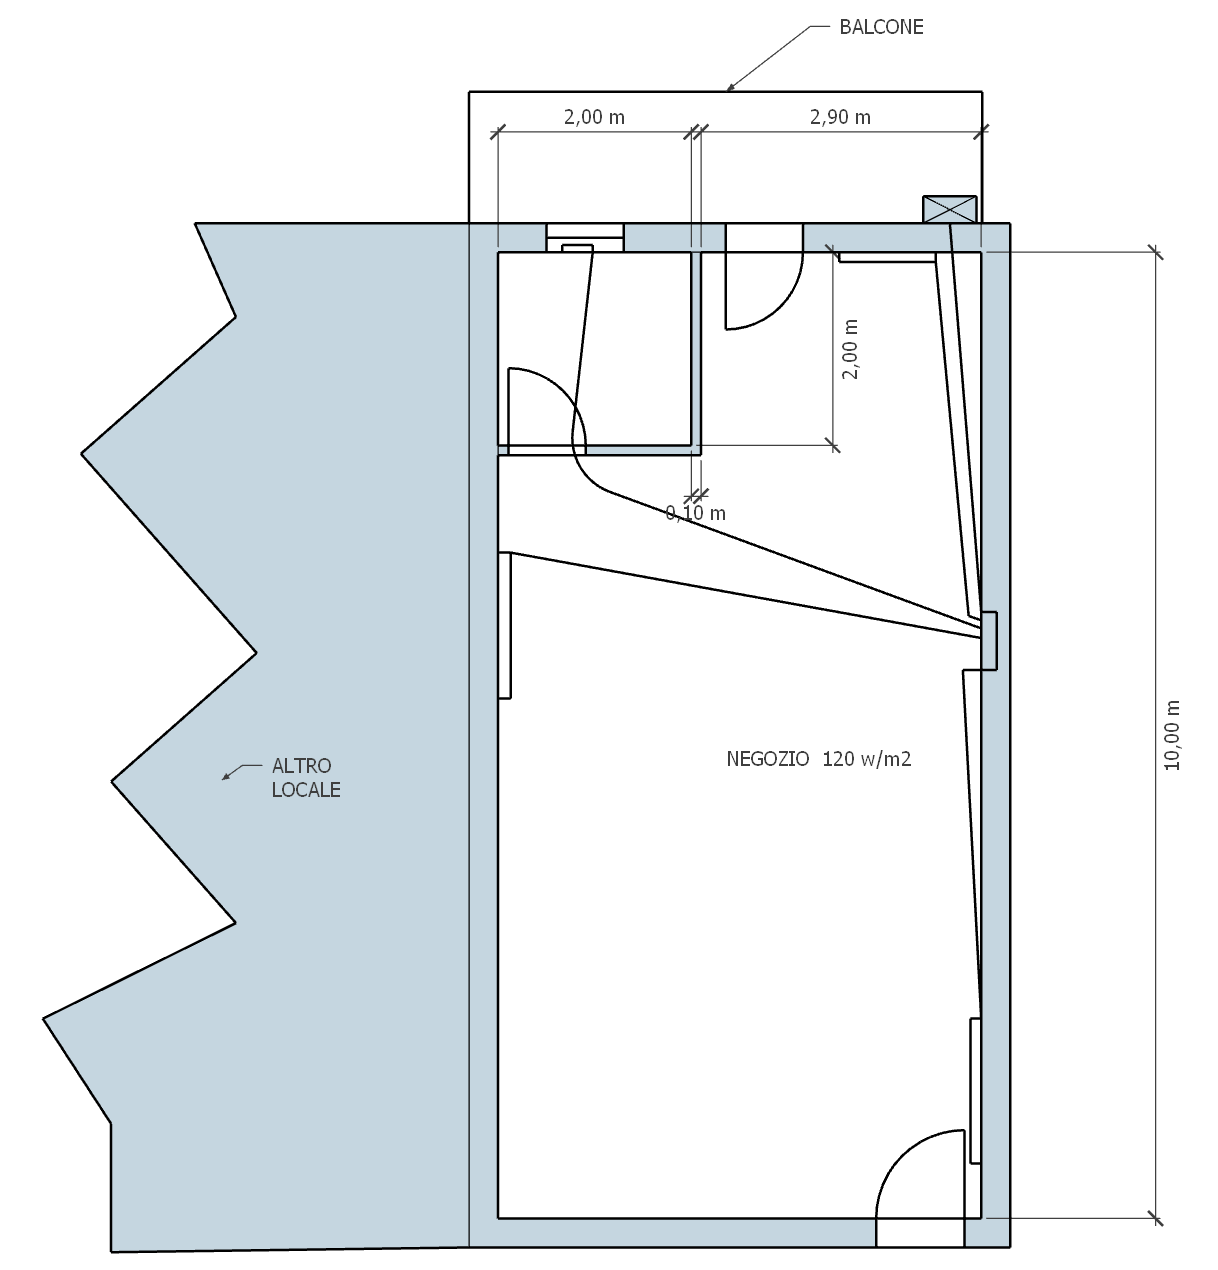 BALCONE
2,00 m
2,90 m
2,00 m
0,10 m
10,00 m
NEGOZIO 120 w/m2
ALTRO
LOCALE